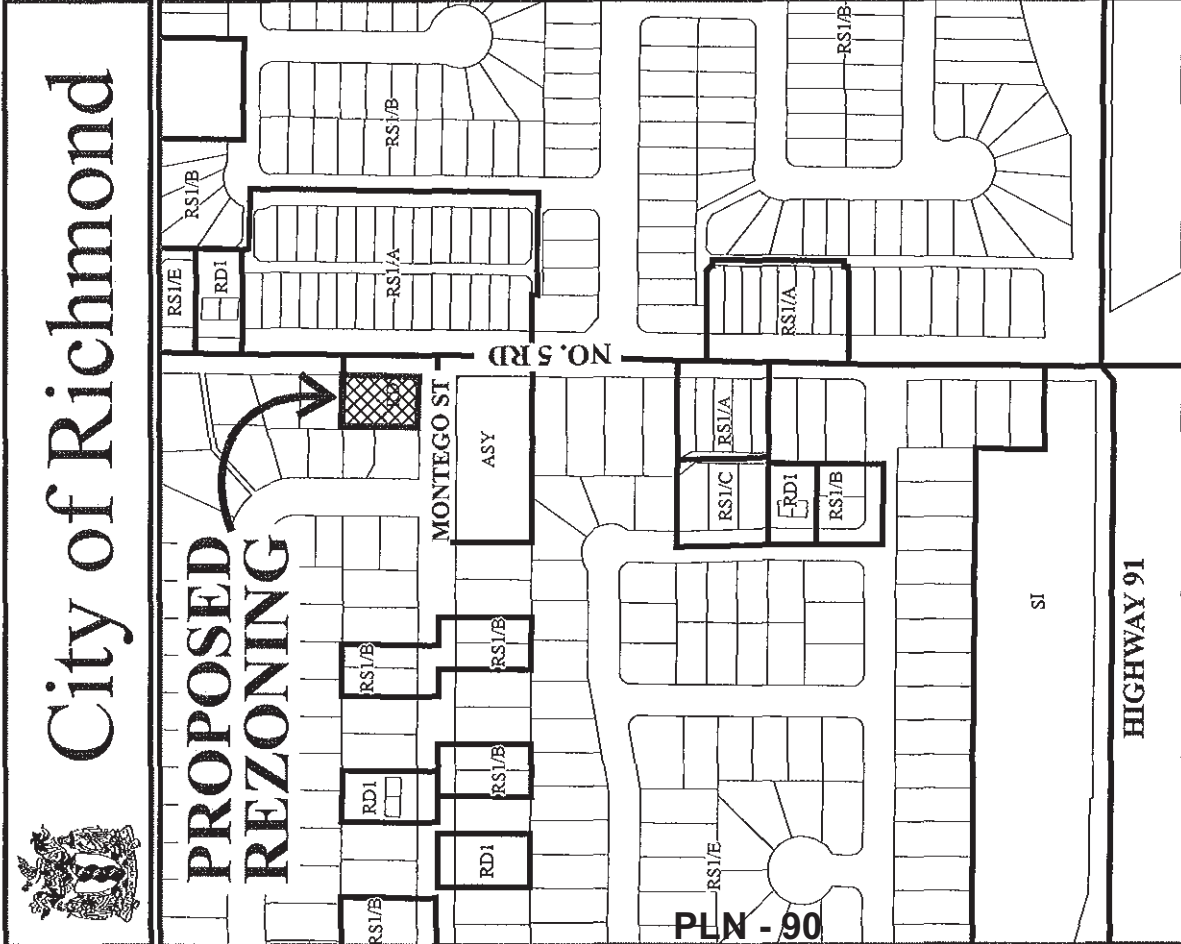 City of Richmond
PROPOSED
REZONING
RS1/B
RS1/E
RD1
RS1/B
RS1/A
RS1/B
NO. 5 RD
MONTEGO ST
ASY
RS1/A
RS1/A
RS1/C
RD1
RS1/B
RS1/B
RS1/B
RD1
RS1/B
RD1
RS1/B
RS1/E
SI
HIGHWAY 91
PLN - 90